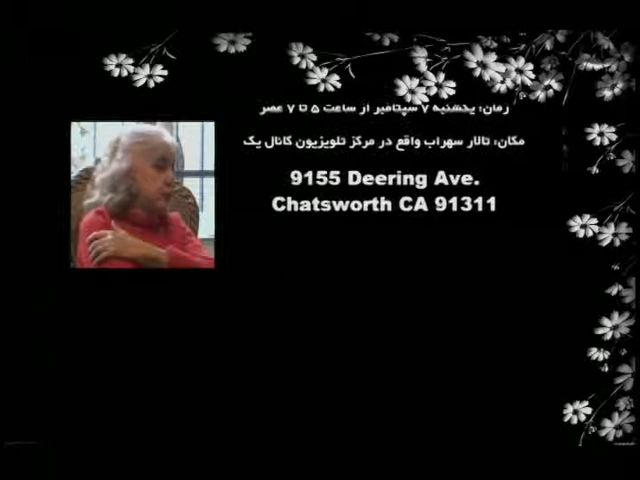 زمان: یکشنبه ۷ سپتامبر از ساعت ۵ تا ۷ عصر
مکان: تالار سهراب واقع در مرکز تلویزیون کانال یک
9155 Deering Ave.
Chatsworth CA 91311